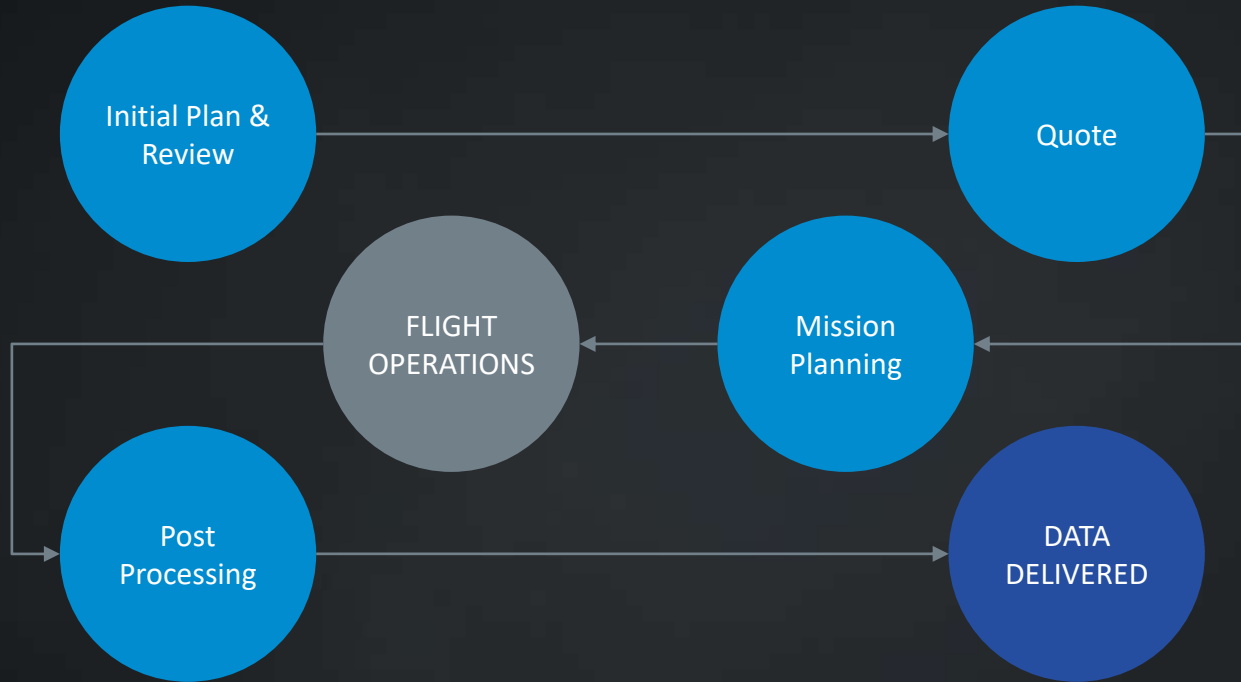 Initial Plan &
Review
Quote
FLIGHT
OPERATIONS
Mission
Planning
Post
Processing
DATA
DELIVERED